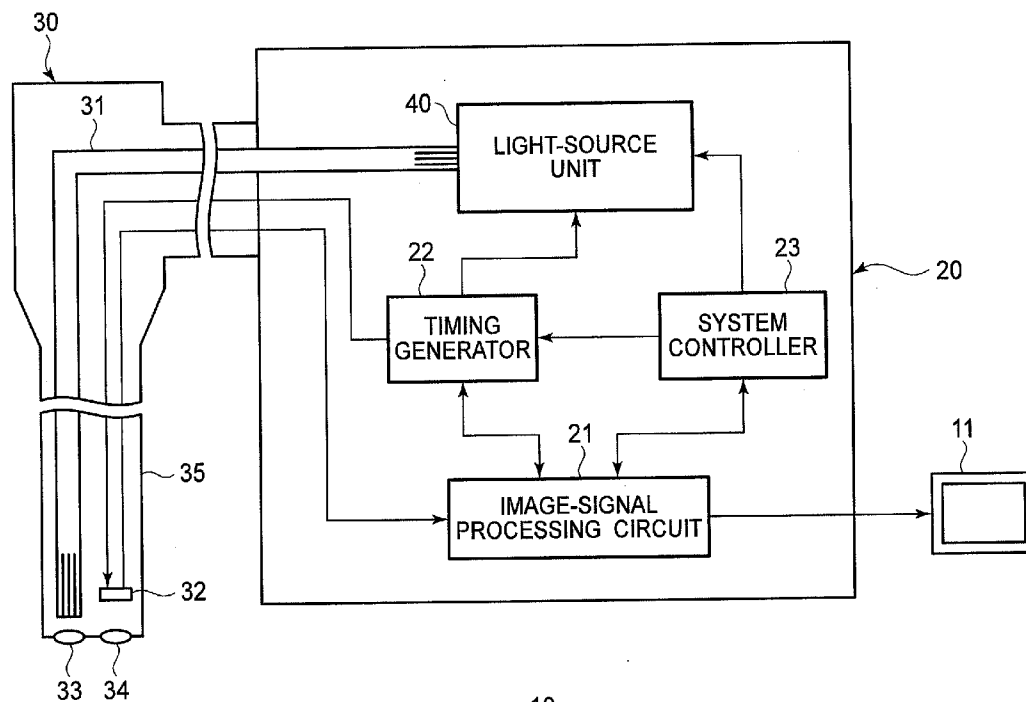 30
31
40
LIGHT-SOURCE
UNIT
22
23
20
TIMING
GENERATOR
SYSTEM
CONTROLLER
21
11
35
IMAGE-SIGNAL
PROCESSING CIRCUIT
32
33
34